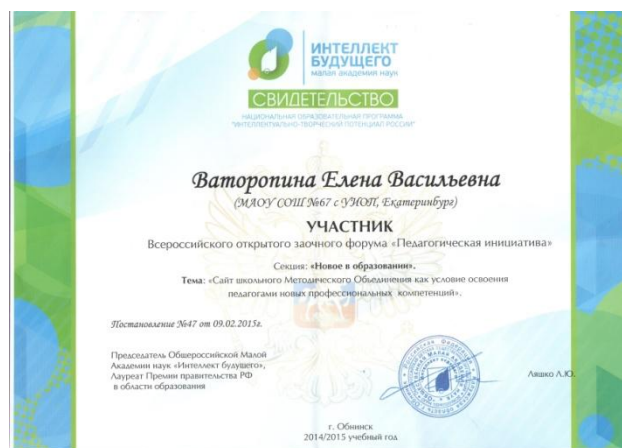 ИНТЕЛЛЕКТ
БУДУЩЕГО
малая академия наук
СВИДЕТЕЛЬСТВО
НАЦИОНАЛЬНАЯ ОБРАЗОВАТЕЛЬНАЯ ПРОГРАММА
"ИНТЕЛЛЕКТУАЛЬНО-ТВОРЧЕСКИЙ ПОТЕНЦИАЛ РОССИИ"
Ваторопина Елена Васильевна
(МАОУ СОШ №67 с УИОП, Екатеринбург)
УЧАСТНИК
Всероссийского открытого заочного форума «Педагогическая инициатива»
Секция: «Новое в образовании».
Тема: «Сайт школьного Методического Объединения как условие освоения
педагогами новых профессиональных компетенций».
Постановление №47 от 09.02.2015г.
Председатель Общероссийской Малой
Академии наук «Интеллект будущего»,
Лауреат Премии правительства РФ
в области образования
Ляшко Л.Ю.
г. Обнинск
2014/2015 учебный год